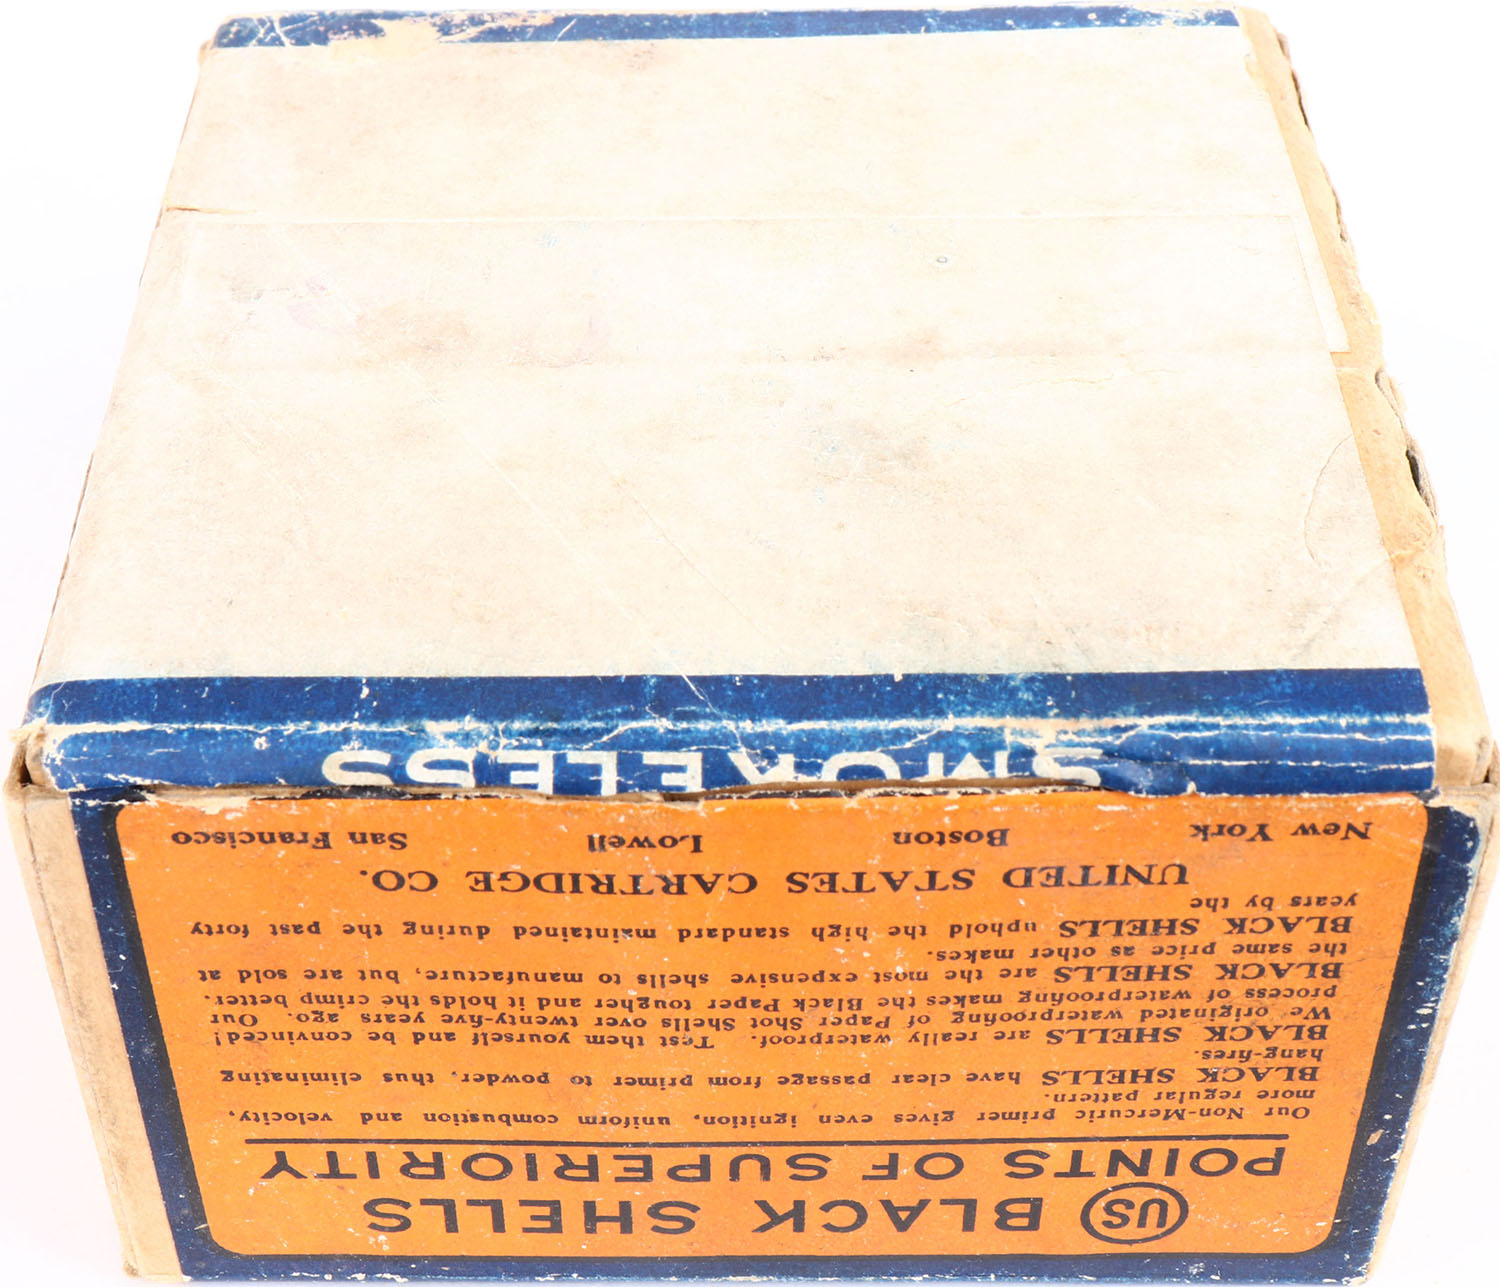 US BLACK SHELLS
POINTS OF SUPERIORITY
Our Non-Mercuric primer gives even ignition, uniform combustion and velocity,
more regular pattern.
BLACK SHELLS have clear passage from primer to powder, thus eliminating
hang-fires.
BLACK SHELLS are really waterproof. Test them yourself and be convinced!
We originated waterproofing of Paper Shot Shells over twenty-five years ago. Our
process of waterproofing makes the Black Paper tougher and it holds the crimp better.
BLACK SHELLS are the most expensive shells to manufacture, but are sold at
the same price as other makes.
BLACK SHELLS uphold the high standard maintained during the past forty
years by the
UNITED STATES CARTRIDGE CO.
New York Boston Lowell San Francisco
SMOKELESS